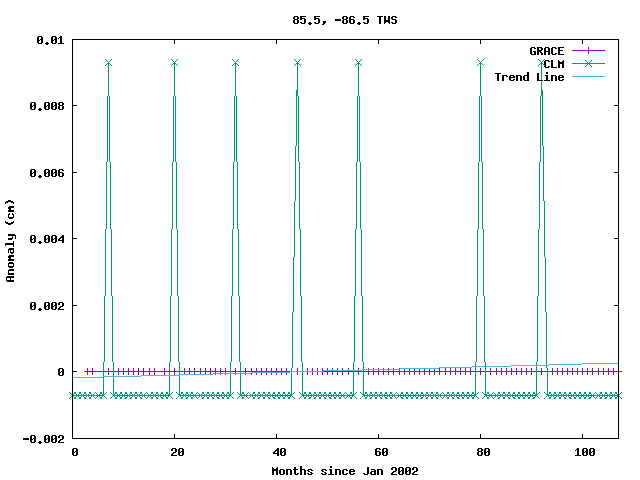 85.5, -86.5 TWS
0.01
GRACE
CLM
Trend Line
0.008
0.006
0.004
0.002
0
-0.002
Anomaly (cm)
0 20 40 60 80 100
Months since Jan 2002